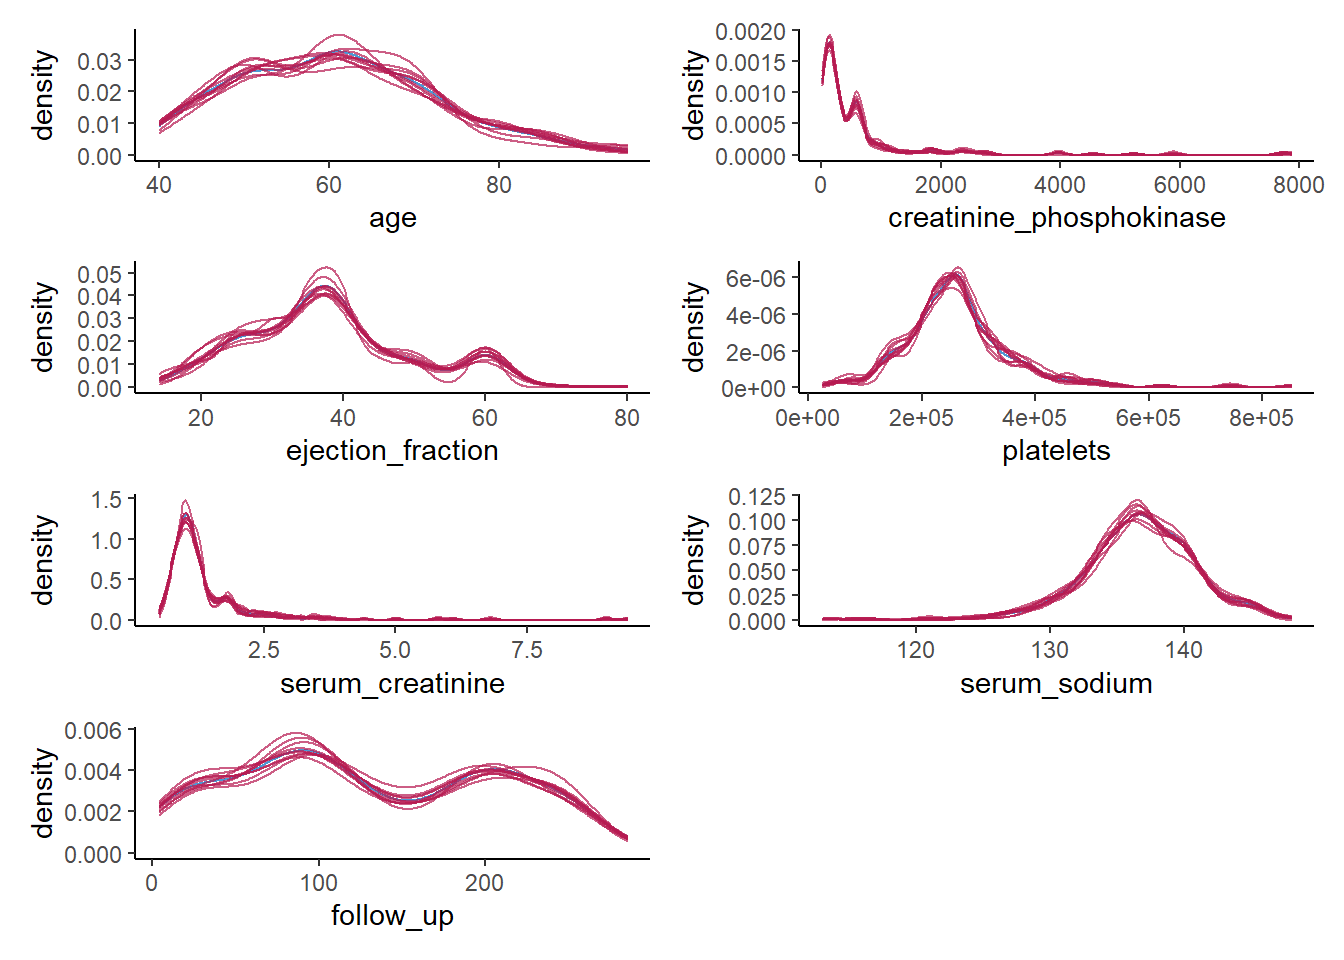 density
0.03
0.02
0.01
0.00
40 60 80
age
density
0.0020
0.0015
0.0010
0.0005
0.0000
0 2000 4000 6000 8000
creatinine_phosphokinase
density
0.05
0.04
0.03
0.02
0.01
0.00
20 40 60 80
ejection_fraction
density
6e-06
4e-06
2e-06
0e+00
0e+00 2e+05 4e+05 6e+05 8e+05
platelets
density
1.5
1.0
0.5
0.0
2.5 5.0 7.5
serum_creatinine
density
0.125
0.100
0.075
0.050
0.025
0.000
120 130 140
serum_sodium
density
0.006
0.004
0.002
0.000
0 100 200
follow_up